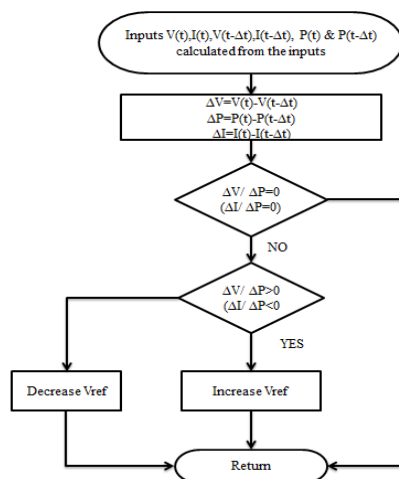 Inputs V(t),I(t),V(t-Δt),I(t-Δt), P(t) & P(t-Δt)
calculated from the inputs
ΔV=V(t)-V(t-Δt)
ΔP=P(t)-P(t-Δt)
ΔI=I(t)-I(t-Δt)
ΔV/ ΔP=0
(ΔI/ ΔP=0)
NO
ΔV/ ΔP>0
(ΔI/ ΔP<0
YES
Decrease Vref
Increase Vref
Return